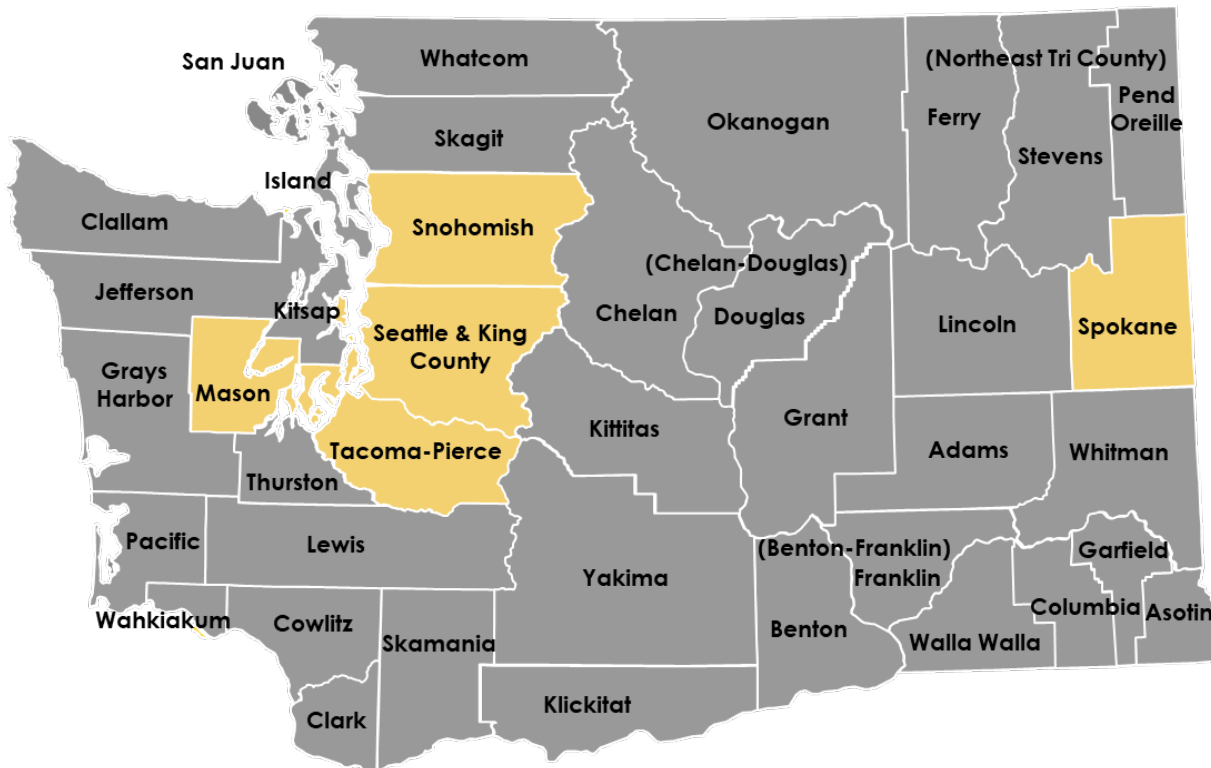 San Juan
Whatcom
(Northeast Tri County)
Pend
Oreille
Okanogan
Ferry
Skagit
Stevens
Island
Clallam
Snohomish
(Chelan-Douglas)
Jefferson
Kitsap
Chelan
Douglas
Lincoln
Spokane
Seattle & King
County
Grays
Harbor
Mason
Grant
Kittitas
Tacoma-Pierce
Adams
Whitman
Thurston
Pacific
Lewis
(Benton-Franklin)
Franklin
Garfield
Yakima
Wahkiakum
Cowlitz
Skamania
Benton
Walla Walla
Columbia
Asotin
Klickitat
Clark